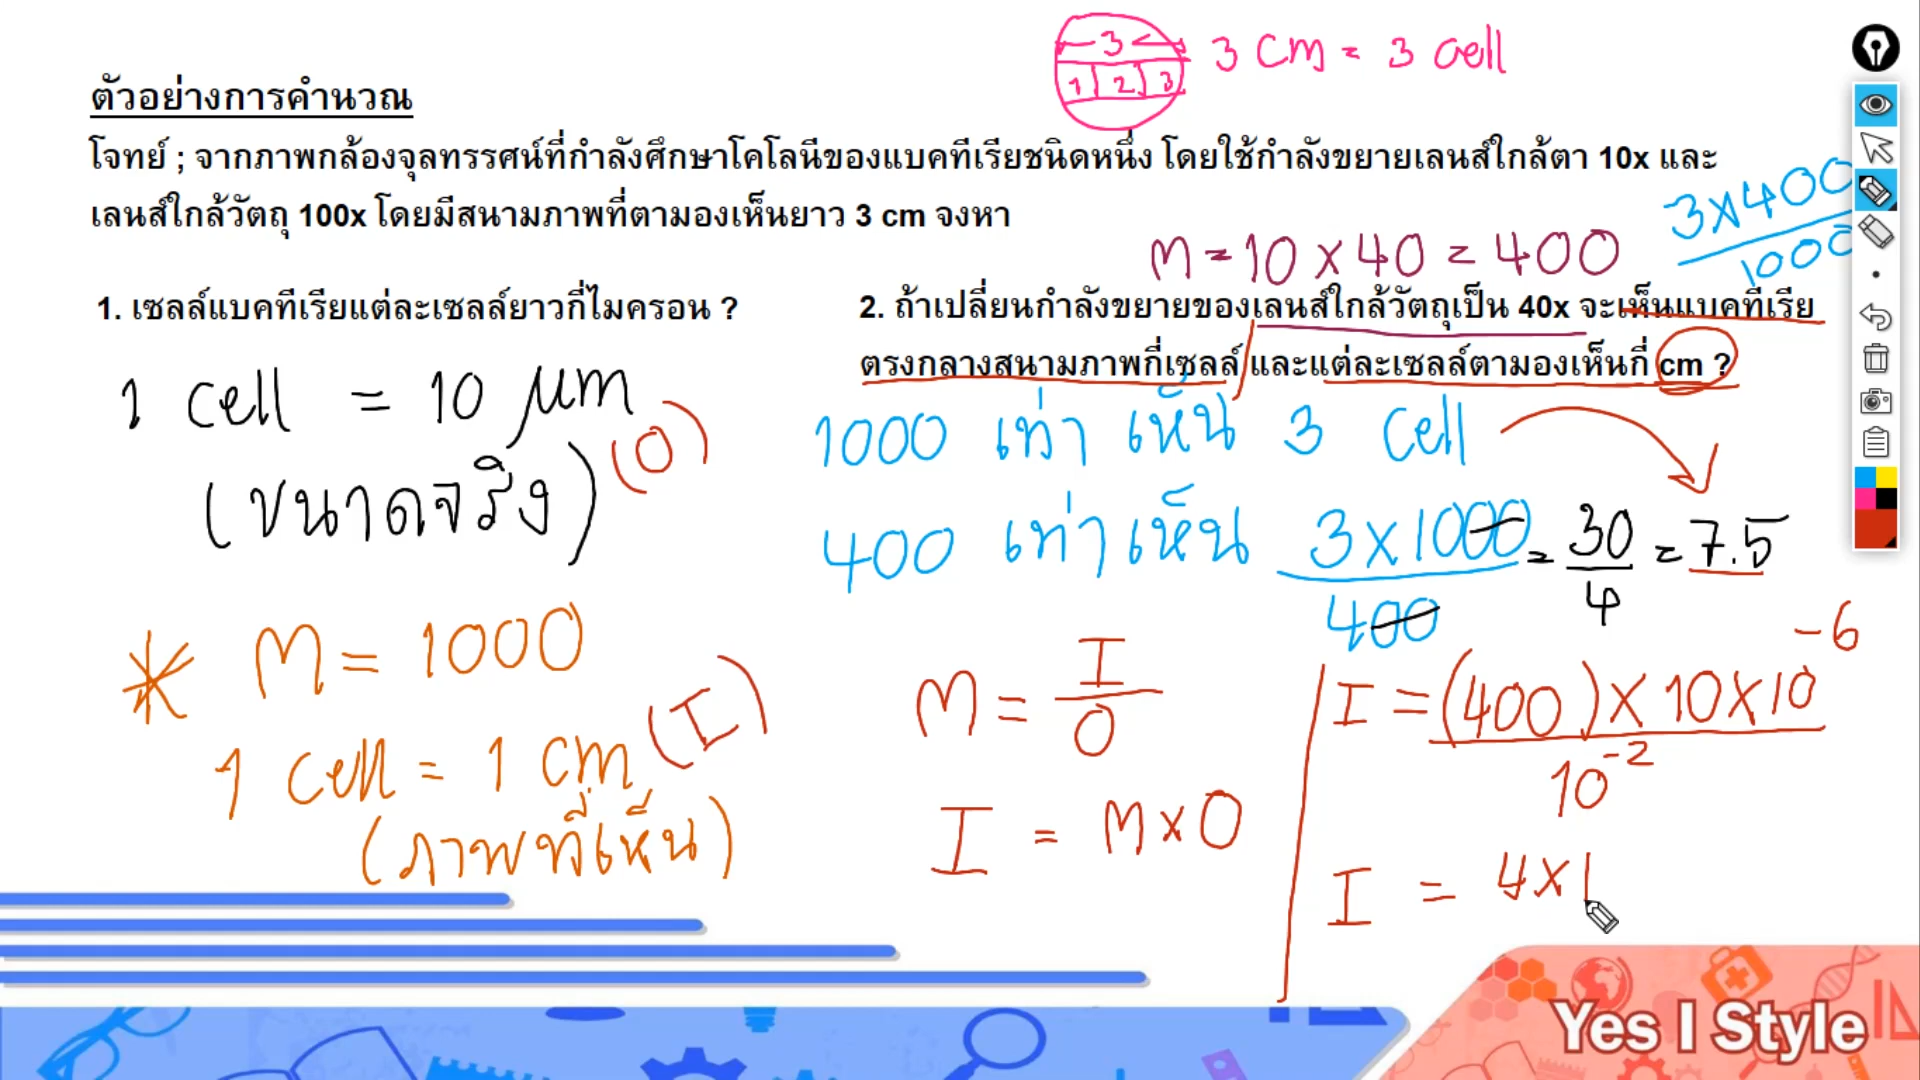 3
1 2 3
3 cm = 3 cell
ตัวอย่างการคำนวณ
โจทย์ ; จากภาพกล้องจุลทรรศน์ที่กำลังศึกษาโคโลนีของแบคทีเรียชนิดหนึ่ง โดยใช้กำลังขยายเลนส์ใกล้ตา 10x และ
เลนส์ใกล้วัตถุ 100x โดยมีสนามภาพที่ตามองเห็นยาว 3 cm จงหา
3x400
1000
M = 10 x 40 = 400
1. เซลล์แบคทีเรียแต่ละเซลล์ยาวกี่ไมครอน ?
1 cell = 10 µm
(ขนาดจริง) (O)
* M = 1000
1 cell = 1 cm (I)
(ภาพที่เห็น)
2. ถ้าเปลี่ยนกำลังขยายของเลนส์ใกล้วัตถุเป็น 40x จะเห็นแบคทีเรีย
ตรงกลางสนามภาพกี่เซลล์ และแต่ละเซลล์ตามองเห็นกี่ cm ?
1000 เท่า เห็น 3 cell
400 เท่า เห็น 3 x 1000 = 30 = 7.5
400 4
M = I
O
I = M x O
I = (400) x 10 x 10 -6
10 -2
I = 4 x 1
Yes I Style